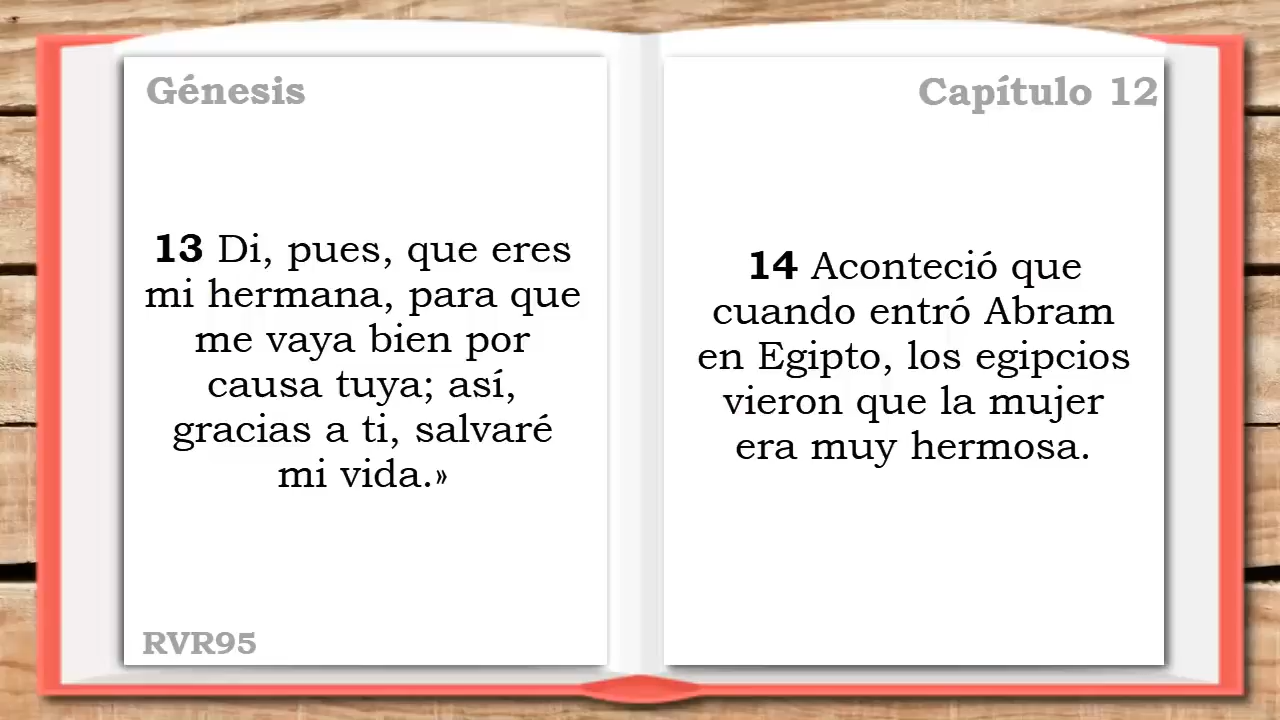 Génesis
13 Di, pues, que eres
mi hermana, para que
me vaya bien por
causa tuya; así,
gracias a ti, salvaré
mi vida.»
RVR95
Capítulo 12
14 Aconteció que
cuando entró Abram
en Egipto, los egipcios
vieron que la mujer
era muy hermosa.